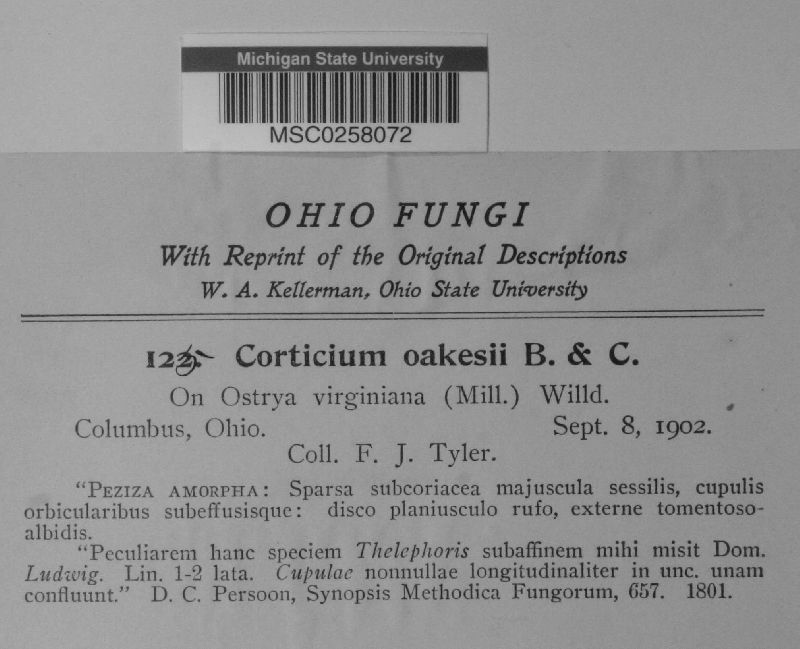 Michigan State University
MSC0258072
OHIO FUNGI
With Reprint of the Original Descriptions
W. A. Kellerman, Ohio State University
Corticium oakesii B. & C.
On Ostrya virginiana (Mill.) Willd.
Columbus, Ohio. Sept. 8, 1902.
Coll. F. J. Tyler.
"PEZIZA AMORPHA: Sparsa subcoriacea majuscula sessilis, cupulis
orbicularibus subeffusisque: disco planiusculo rufo, externe tomentoso-
albidis.
"Peculiarem hanc speciem Thelephoris subaffinem mihi misit Dom.
Ludwig. Lin. 1-2 lata. Cupulae nonnullae longitudinaliter in unc. unam
confluunt." D. C. Persoon, Synopsis Methodica Fungorum, 657. 1801.